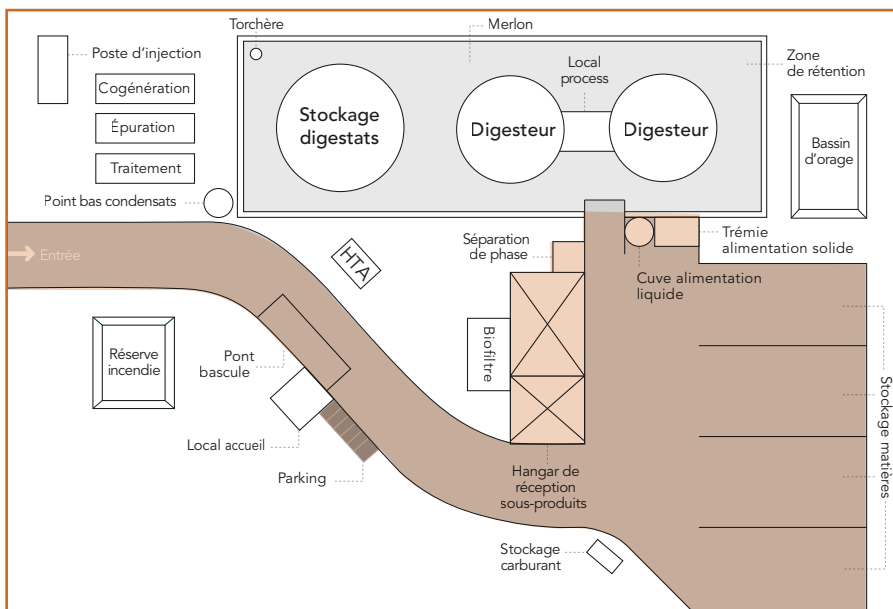 Torchère
Merlon
Poste d'injection
Local
process
Zone
de rétention
Cogénération
Stockage
digestats
Digesteur
Digesteur
Épuration
Bassin
d'orage
Traitement
Point bas condensats
Entrée
HTA
Séparation
de phase
Trémie
alimentation solide
Cuve alimentation
liquide
Biofiltre
Réserve
incendie
Pont
bascule
Local accueil
Parking
Hangar de
réception
sous-produits
Stockage matières
Stockage
carburant